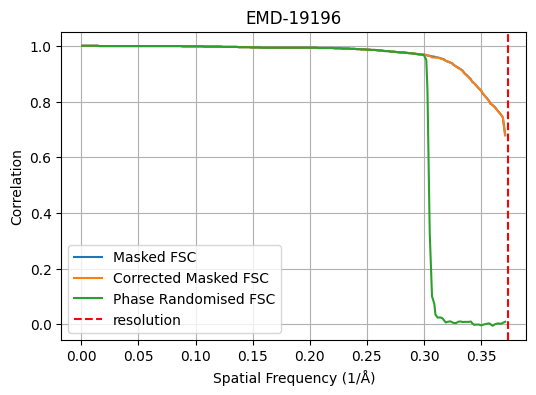 EMD-19196
1.0
0.8
0.6
0.4
0.2
0.0
Correlation
Masked FSC
Corrected Masked FSC
Phase Randomised FSC
resolution
0.00 0.05 0.10 0.15 0.20 0.25 0.30 0.35
Spatial Frequency (1/Å)